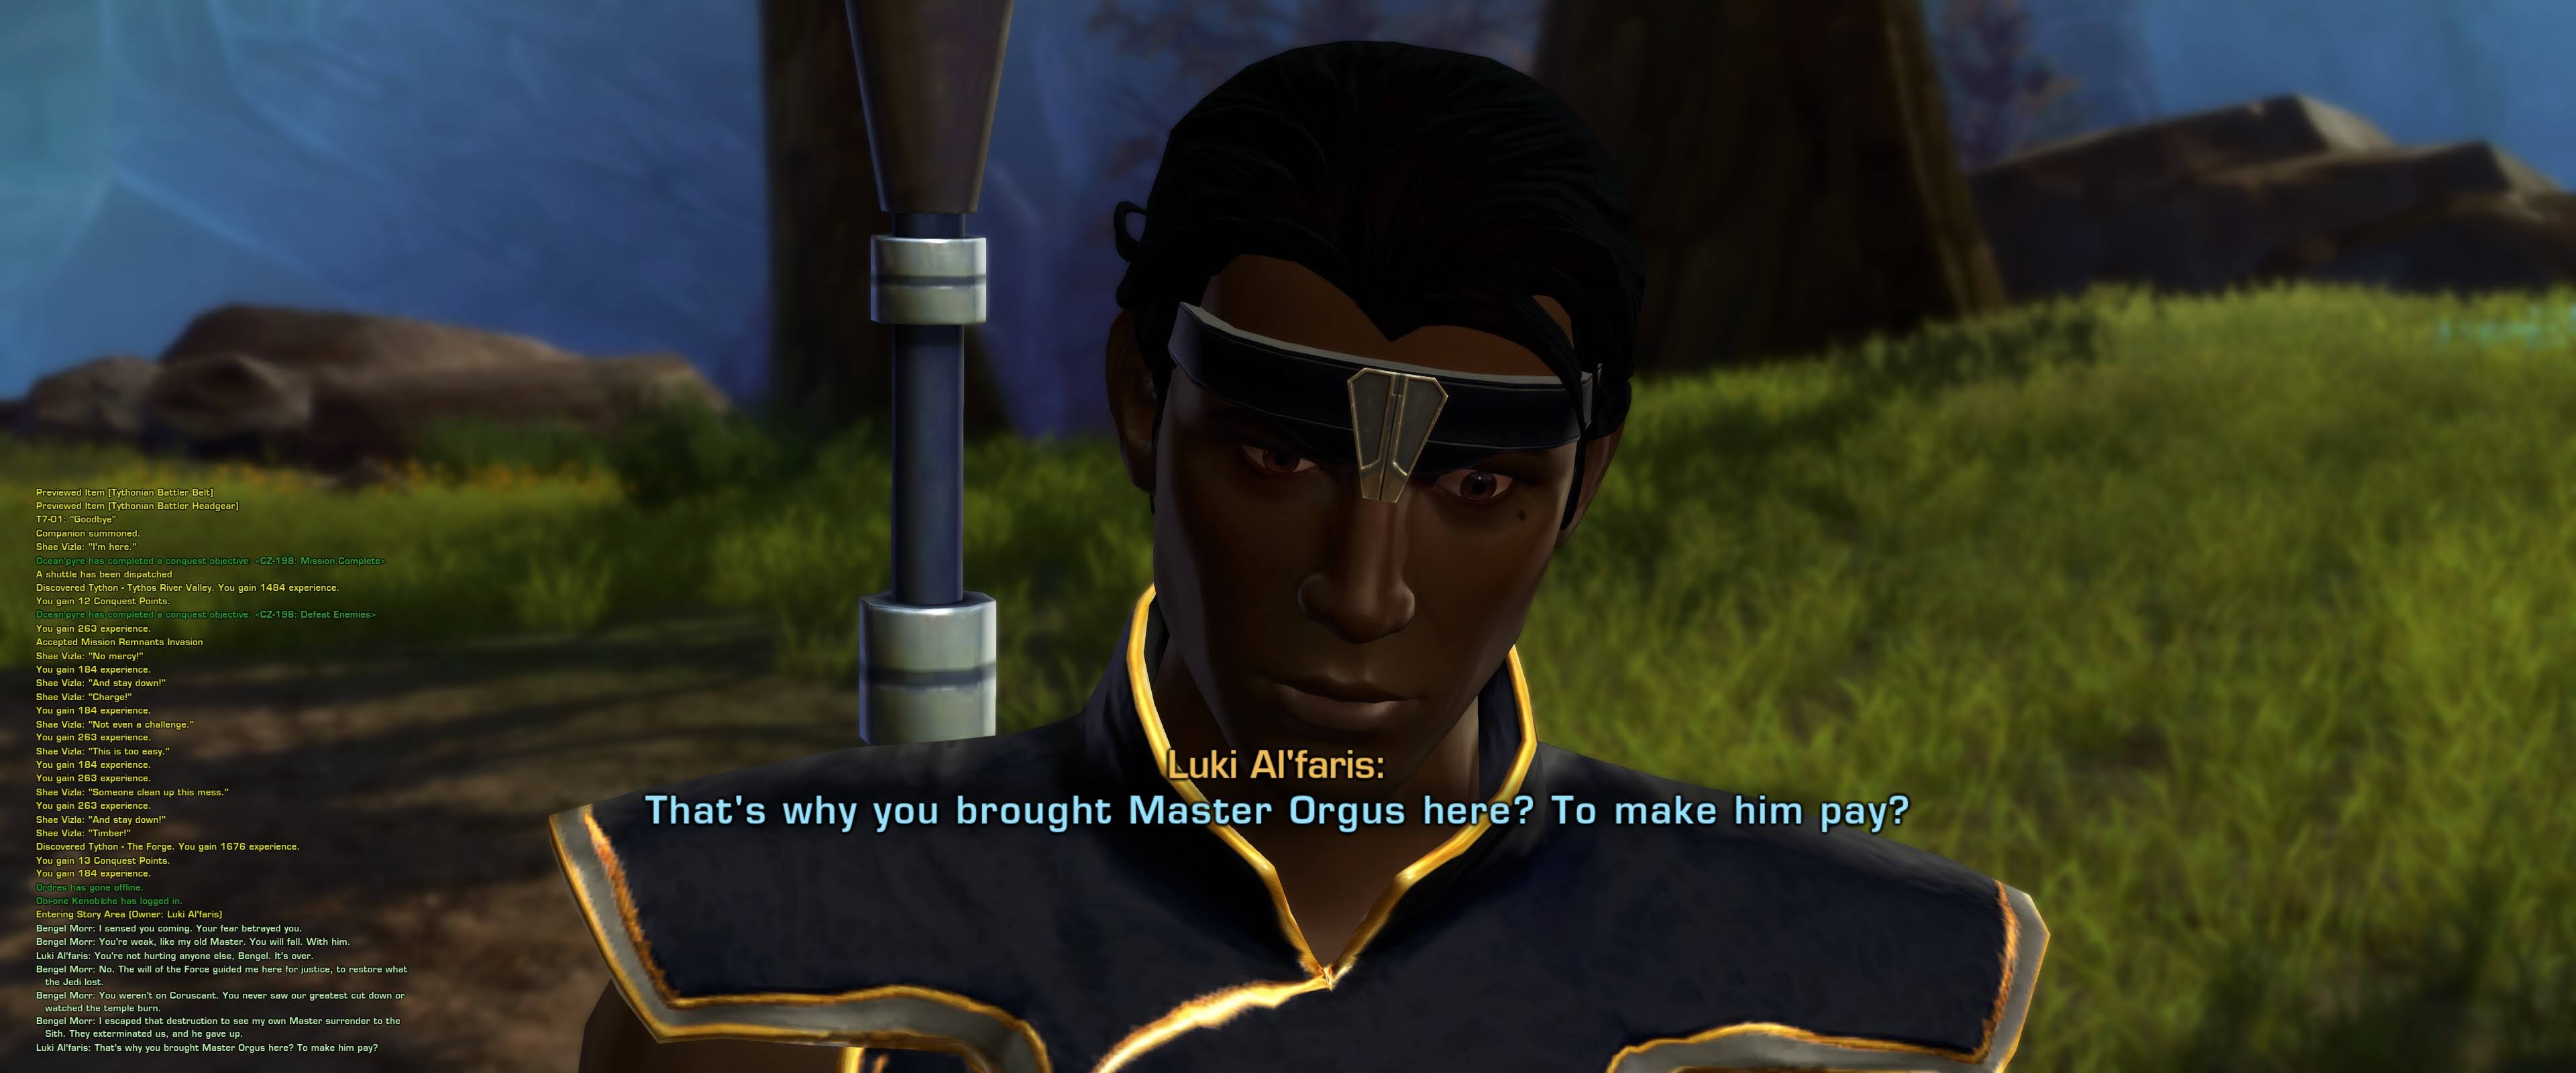 Previewed Item [Tythonian Battler Belt]
Previewed Item [Tythonian Battler Headgear]
T7-01: "Goodbye"
Companion summoned.
Shae Vizla: "I'm here."
Ocean'pyre has completed a conquest objective: <CZ-198: Mission Complete>
A shuttle has been dispatched
Discovered Tython - Tythos River Valley. You gain 1484 experience.
You gain 12 Conquest Points.
Ocean'pyre has completed a conquest objective: <CZ-198: Defeat Enemies>
You gain 263 experience.
Accepted Mission Remnants Invasion
Shae Vizla: "No mercy!"
You gain 184 experience.
Shae Vizla: "And stay down!"
Shae Vizla: "Charge!"
You gain 184 experience.
Shae Vizla: "Not even a challenge."
You gain 263 experience.
Shae Vizla: "This is too easy."
You gain 184 experience.
You gain 263 experience.
Shae Vizla: "Someone clean up this mess."
You gain 263 experience.
Shae Vizla: "And stay down!"
Shae Vizla: "Timber!"
Discovered Tython - The Forge. You gain 1676 experience.
You gain 13 Conquest Points.
You gain 184 experience.
Ordres has gone offline.
Obi-one Kenobiche has logged in.
Entering Story Area (Owner: Luki Al'faris)
Bengel Morr: I sensed you coming. Your fear betrayed you.
Bengel Morr: You're weak, like my old Master. You will fall. With him.
Luki Al'faris: You're not hurting anyone else, Bengel. It's over.
Bengel Morr: No. The will of the Force guided me here for justice, to restore what
the Jedi lost.
Bengel Morr: You weren't on Coruscant. You never saw our greatest cut down or
watched the temple burn.
Bengel Morr: I escaped that destruction to see my own Master surrender to the
Sith. They exterminated us, and he gave up.
Luki Al'faris: That's why you brought Master Orgus here? To make him pay?
Luki Al'faris:
That's why you brought Master Orgus here? To make him pay?